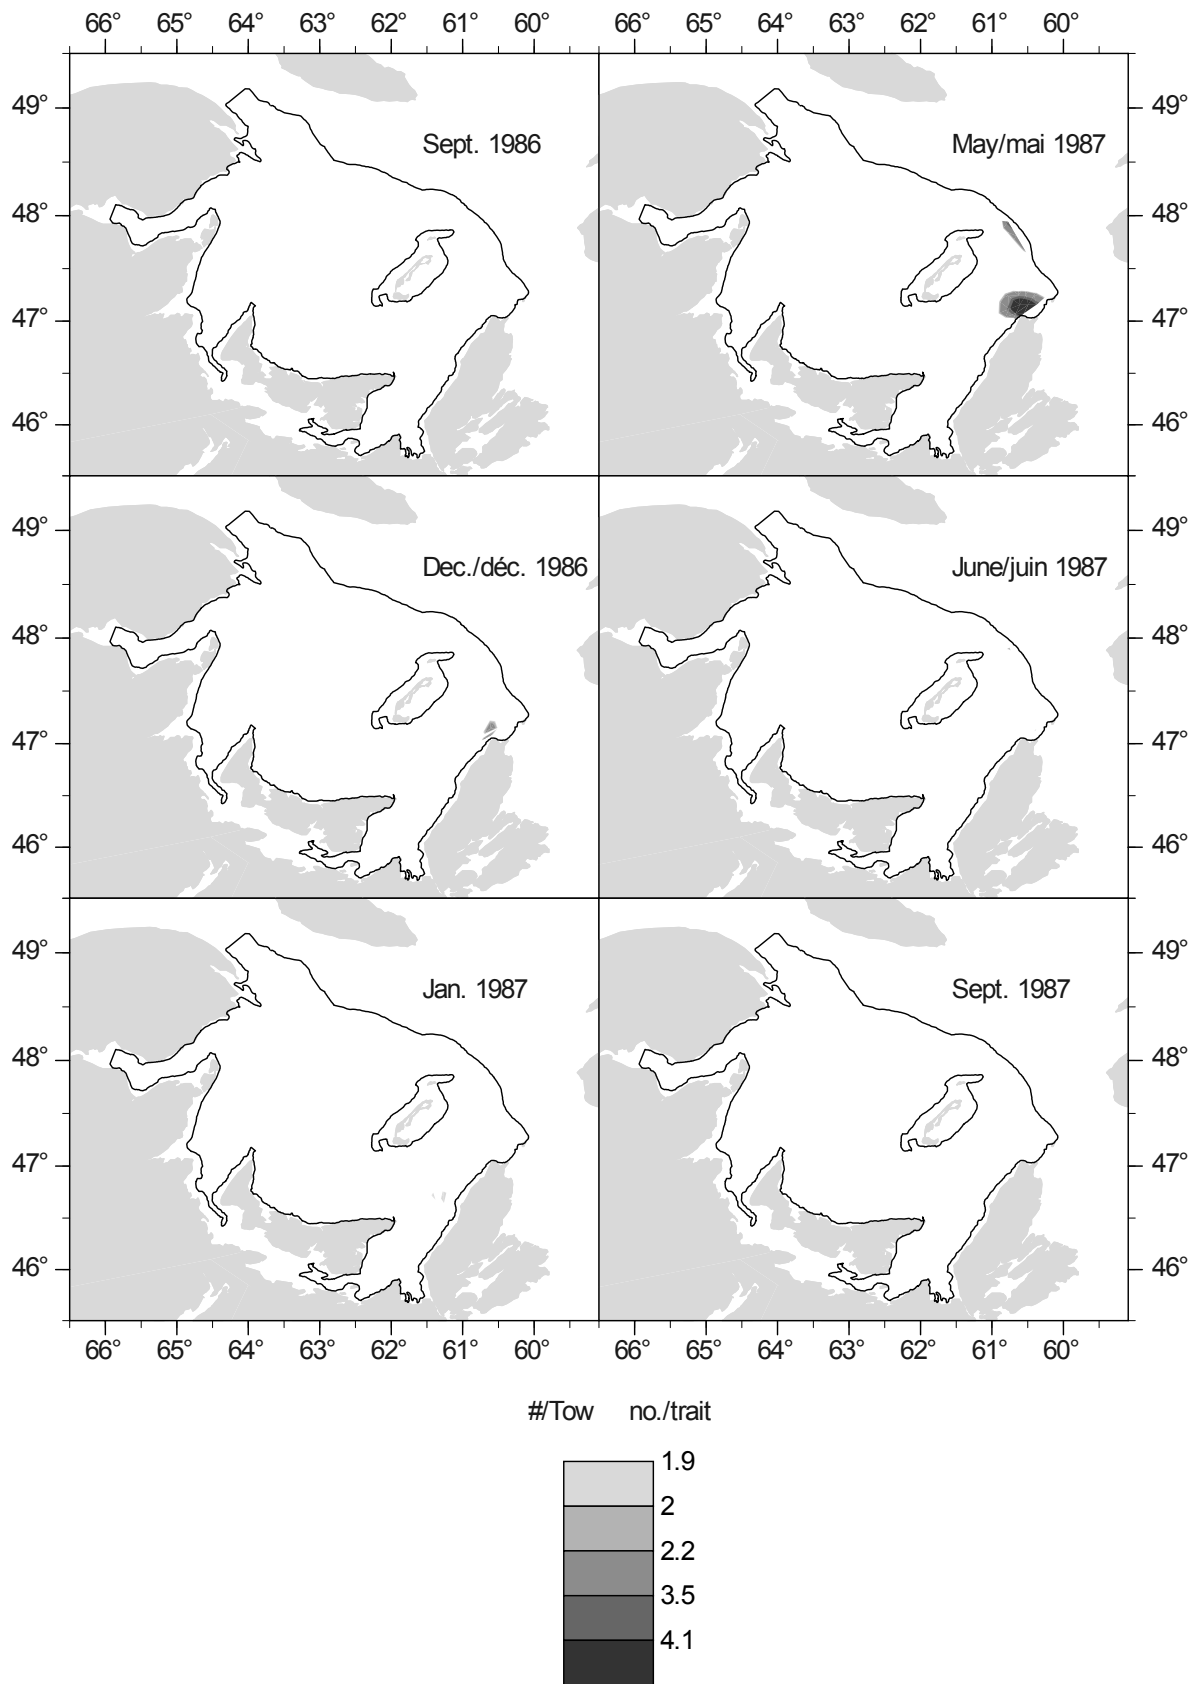 66° 65° 64° 63° 62° 61° 60° 66° 65° 64° 63° 62° 61° 60°
49° 49°
Sept. 1986 May/mai 1987
48° 48°
47° 47°
46° 46°
49° 49°
Dec./déc. 1986 June/juin 1987
48° 48°
47° 47°
46° 46°
49° 49°
Jan. 1987 Sept. 1987
48° 48°
47° 47°
46° 46°
66° 65° 64° 63° 62° 61° 60° 66° 65° 64° 63° 62° 61° 60°
#/Tow no./trait
1.9
2
2.2
3.5
4.1